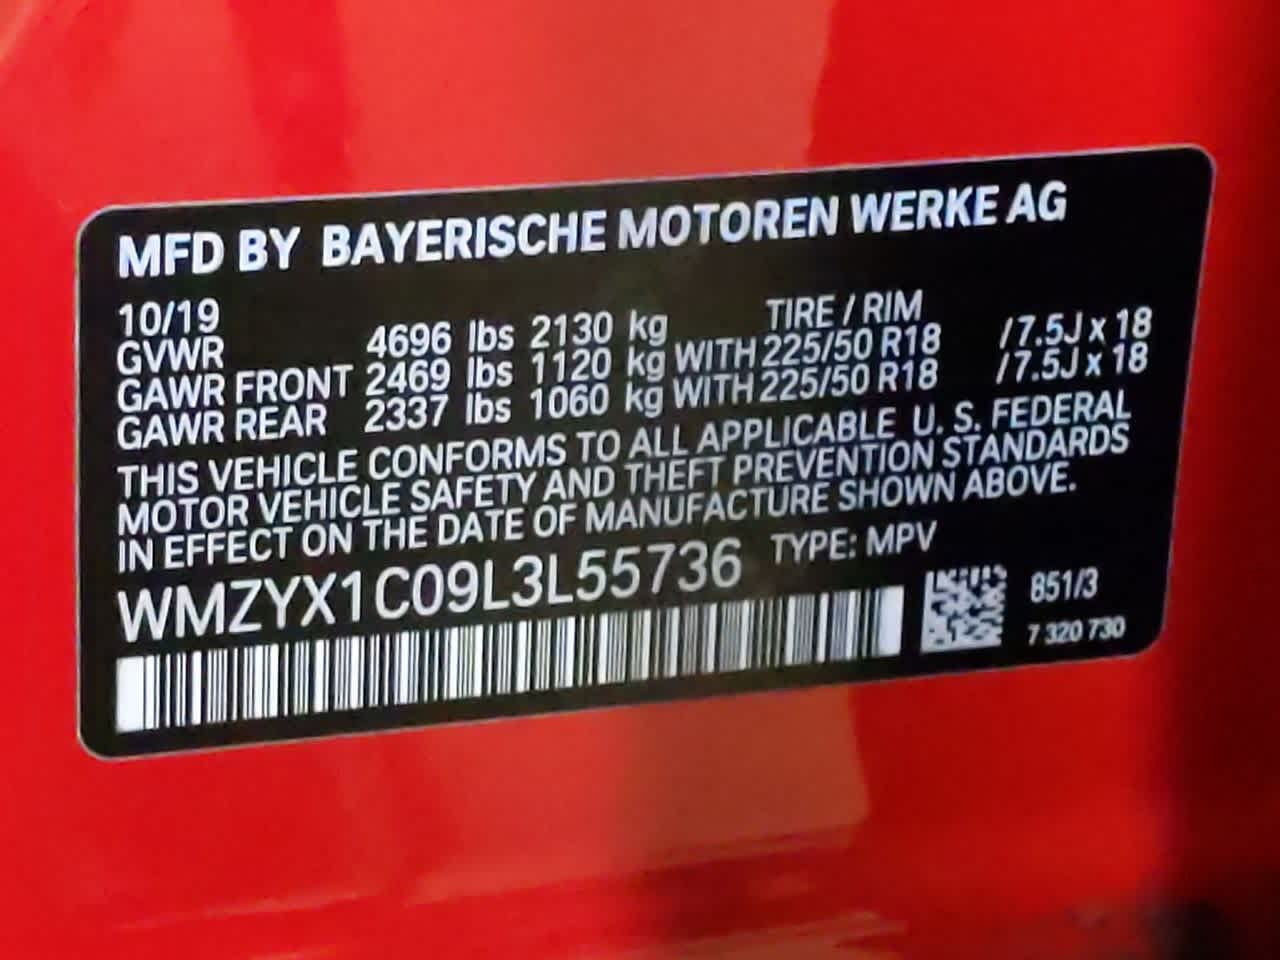 MFD BY BAYERISCHE MOTOREN WERKE AG
10/19 TIRE / RIM
GVWR 4696 lbs 2130 kg
GAWR FRONT 2469 lbs 1120 kg WITH 225/50 R18 /7.5J x 18
GAWR REAR 2337 lbs 1060 kg WITH 225/50 R18 /7.5J x 18
THIS VEHICLE CONFORMS TO ALL APPLICABLE U. S. FEDERAL
MOTOR VEHICLE SAFETY AND THEFT PREVENTION STANDARDS
IN EFFECT ON THE DATE OF MANUFACTURE SHOWN ABOVE.
WMZYX1C09L3L55736 TYPE: MPV
851/3
7 320 730